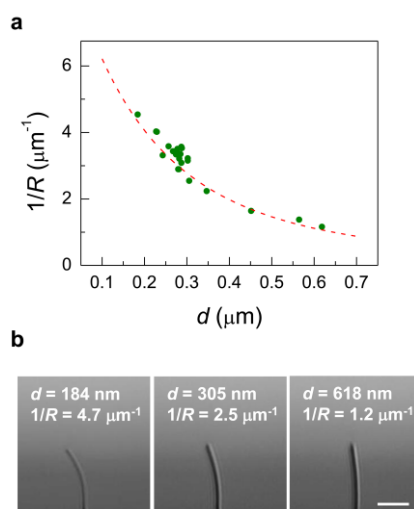 a
6
4
2
0
1/R (μm⁻¹)
0.1 0.2 0.3 0.4 0.5 0.6 0.7
d (μm)
b
d = 184 nm
1/R = 4.7 μm⁻¹
d = 305 nm
1/R = 2.5 μm⁻¹
d = 618 nm
1/R = 1.2 μm⁻¹